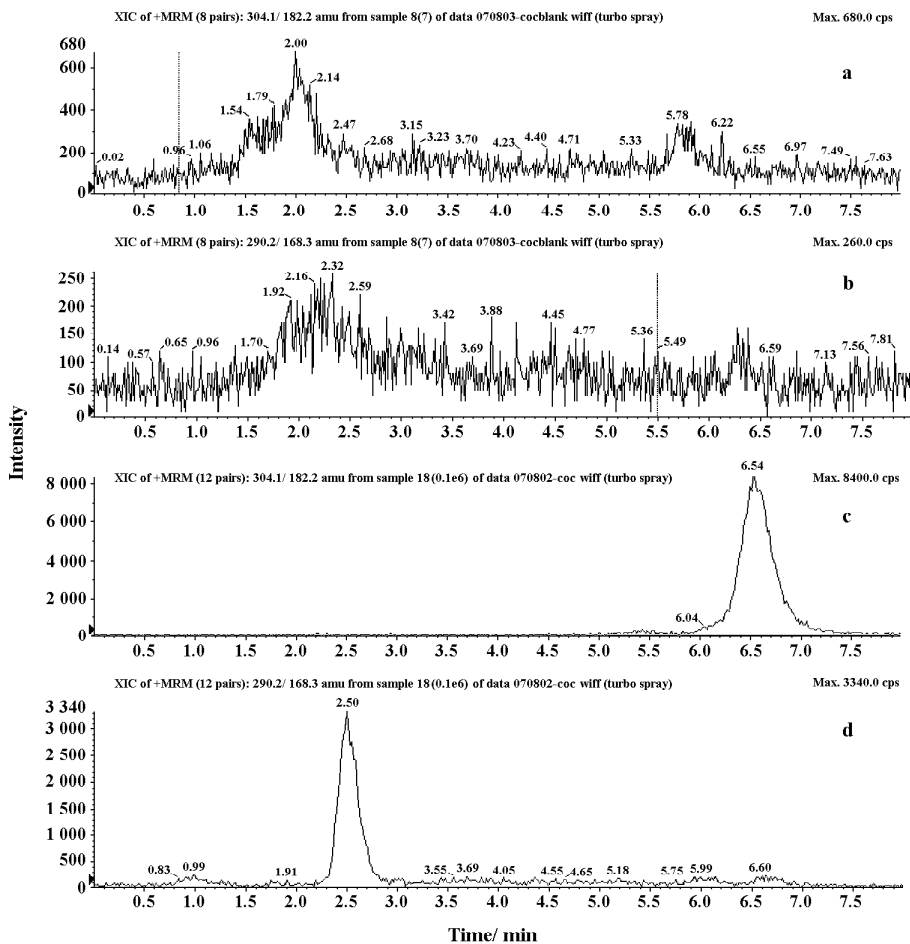 XIC of +MRM (8 pairs): 304.1/ 182.2 amu from sample 8(7) of data 070803-cocblank wiff (turbo spray) Max. 680.0 cps
680
600
400
200
0
a
0.02 0.96 1.06 1.54 1.79 2.00 2.14 2.47 2.68 3.15 3.23 3.70 4.23 4.40 4.71 5.33 5.78 6.22 6.55 6.97 7.49 7.63
0.5 1.0 1.5 2.0 2.5 3.0 3.5 4.0 4.5 5.0 5.5 6.0 6.5 7.0 7.5
XIC of +MRM (8 pairs): 290.2/ 168.3 amu from sample 8(7) of data 070803-cocblank wiff (turbo spray) Max. 260.0 cps
250
200
150
100
50
0
b
0.14 0.57 0.65 0.96 1.70 1.92 2.16 2.32 2.59 3.42 3.69 3.88 4.45 4.77 5.36 5.49 6.59 7.13 7.56 7.81
0.5 1.0 1.5 2.0 2.5 3.0 3.5 4.0 4.5 5.0 5.5 6.0 6.5 7.0 7.5
Intensity
XIC of +MRM (12 pairs): 304.1/ 182.2 amu from sample 18(0.1e6) of data 070802-coc wiff (turbo spray) Max. 8400.0 cps
8 000
6 000
4 000
2 000
0
c
6.04 6.54
0.5 1.0 1.5 2.0 2.5 3.0 3.5 4.0 4.5 5.0 5.5 6.0 6.5 7.0 7.5
XIC of +MRM (12 pairs): 290.2/ 168.3 amu from sample 18(0.1e6) of data 070802-coc wiff (turbo spray) Max. 3340.0 cps
3 340
3 000
2 500
2 000
1 500
1 000
500
0
d
0.83 0.99 1.91 2.50 3.55 3.69 4.05 4.55 4.65 5.18 5.75 5.99 6.60
0.5 1.0 1.5 2.0 2.5 3.0 3.5 4.0 4.5 5.0 5.5 6.0 6.5 7.0 7.5
Time/ min